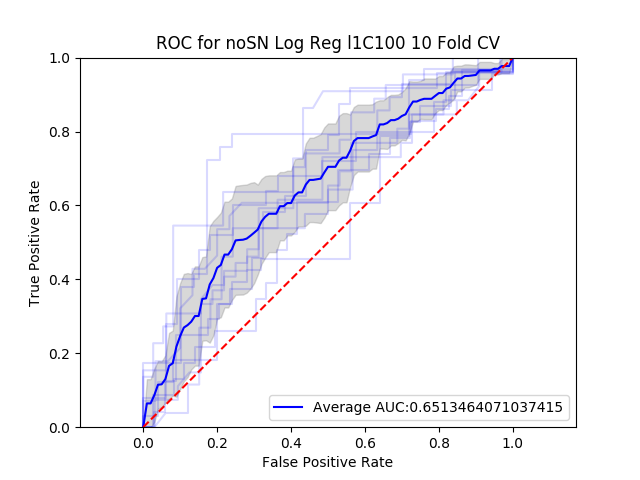 ROC for noSN Log Reg l1C100 10 Fold CV
True Positive Rate
1.0
0.8
0.6
0.4
0.2
0.0
Average AUC:0.6513464071037415
0.0 0.2 0.4 0.6 0.8 1.0
False Positive Rate